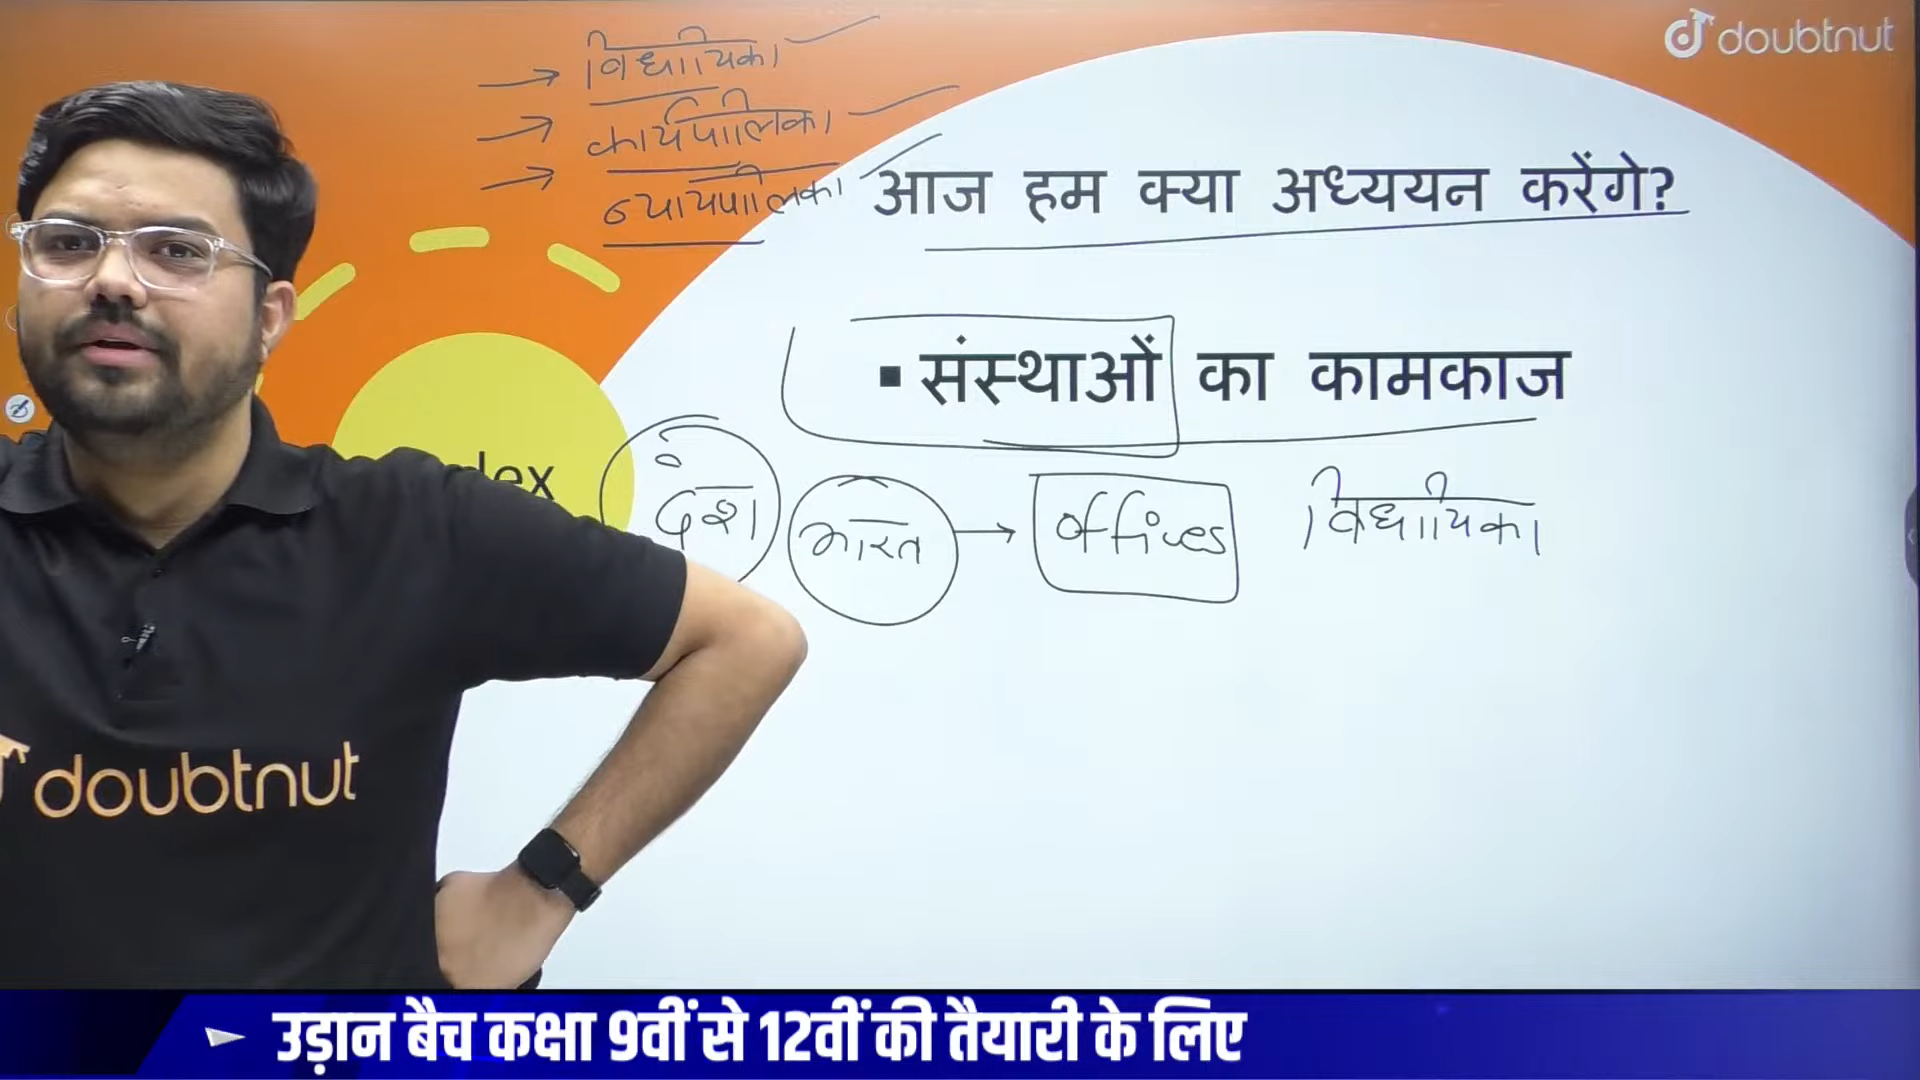 doubtnut
विधायिका
कार्यपालिका
न्यायपालिका
आज हम क्या अध्ययन करेंगे?
▪ संस्थाओं का कामकाज
देश भारत → offices विधायिका
doubtnut
उड़ान बैच कक्षा 9वीं से 12वीं की तैयारी के लिए